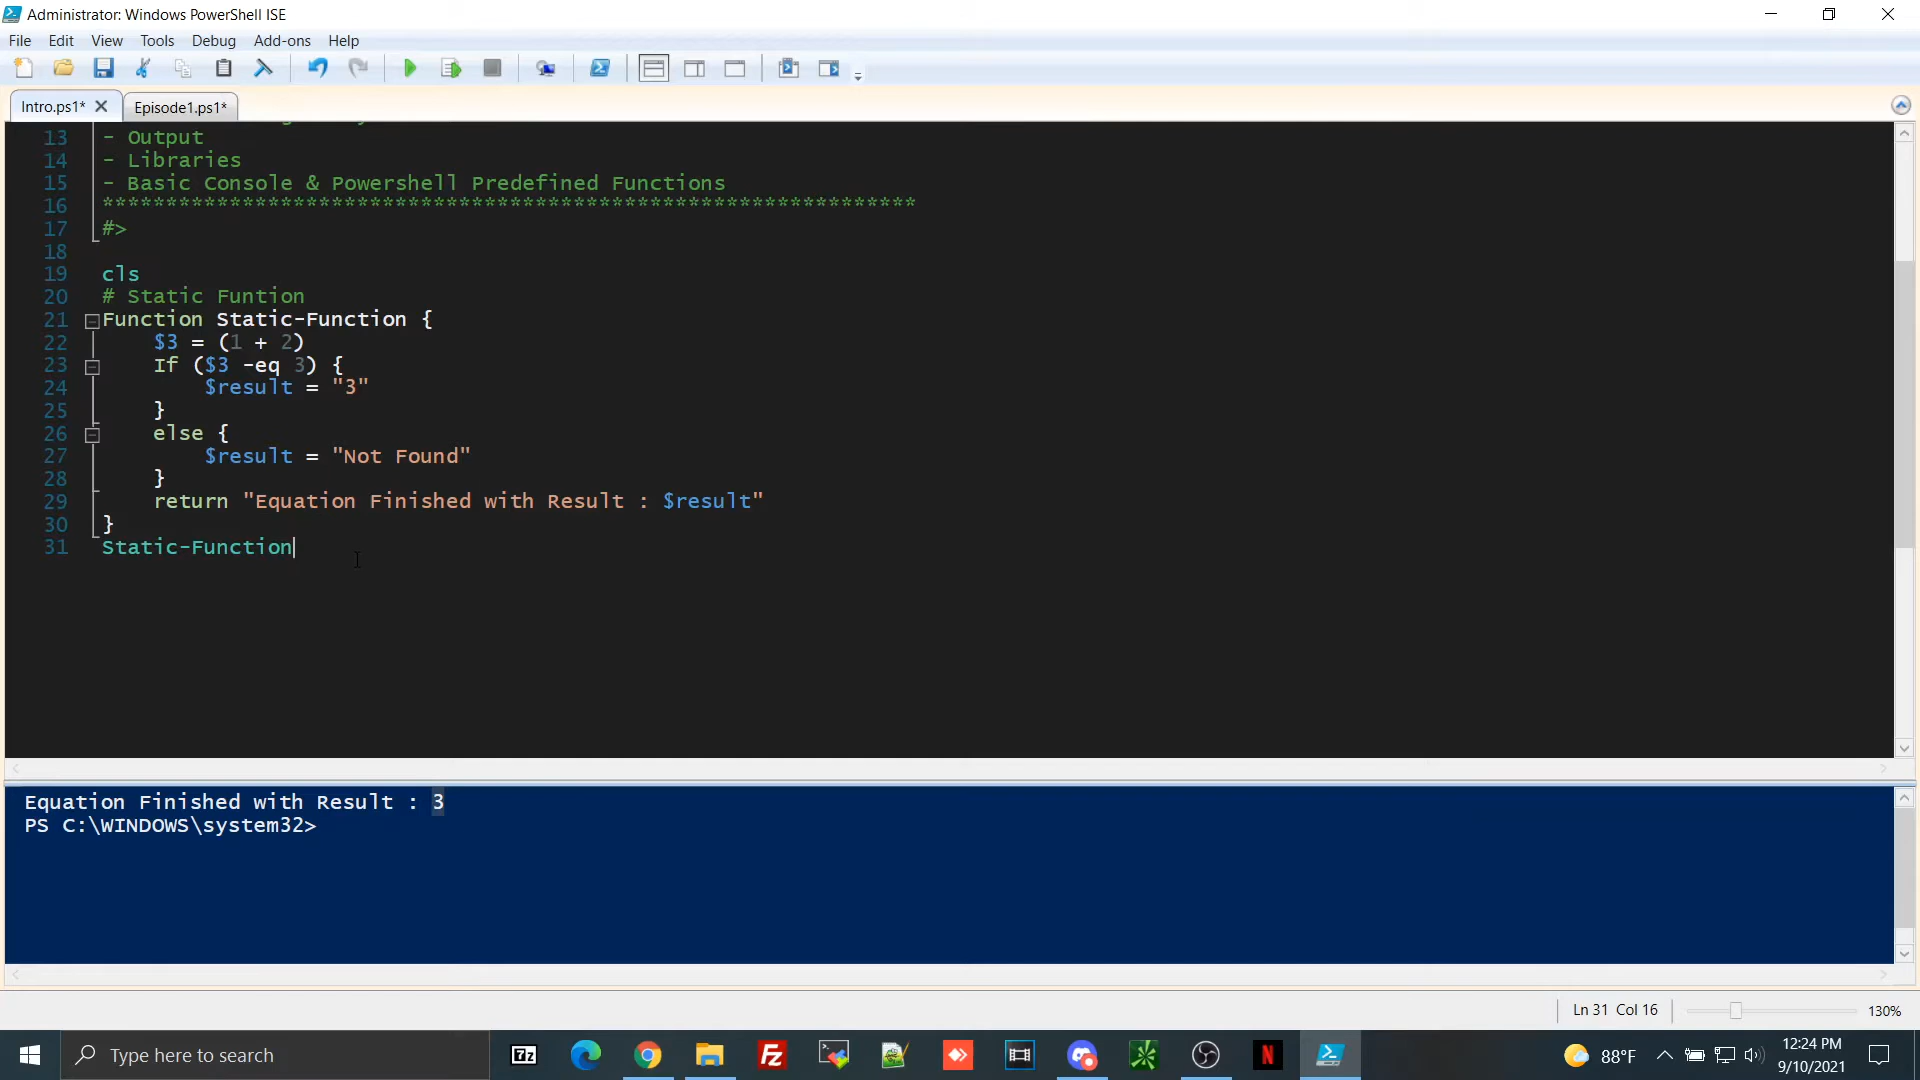 Administrator: Windows PowerShell ISE
File Edit View Tools Debug Add-ons Help
Intro.ps1* Episode1.ps1*
13 - Output
14 - Libraries
15 - Basic Console & Powershell Predefined Functions
16 ****************************************************************
17 #>
18
19 cls
20 # Static Funtion
21 Function Static-Function {
22 $3 = (1 + 2)
23 If ($3 -eq 3) {
24 $result = "3"
25 }
26 else {
27 $result = "Not Found"
28 }
29 return "Equation Finished with Result : $result"
30 }
31 Static-Function
Equation Finished with Result : 3
PS C:\WINDOWS\system32>
Ln 31 Col 16 130%
Type here to search
7z
Fz
N
88°F
12:24 PM
9/10/2021